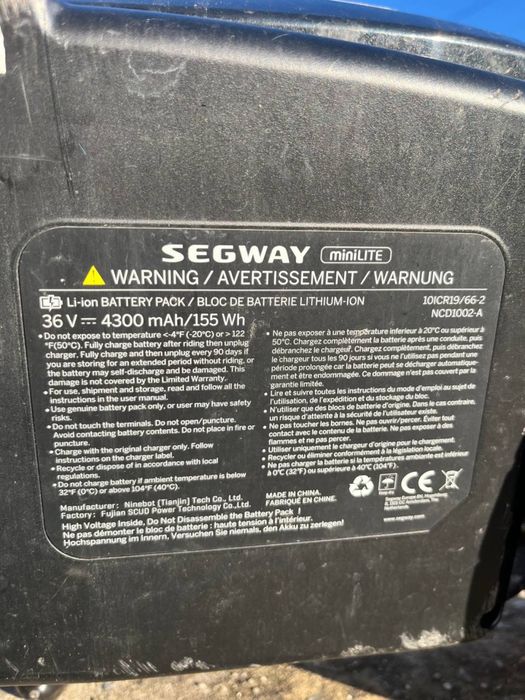 SEGWAY miniLITE
WARNING / AVERTISSEMENT / WARNUNG
Li-ion BATTERY PACK / BLOC DE BATTERIE LITHIUM-ION
10ICR19/66-2
36 V 4300 mAh/155 Wh
NCD1002-A
• Do not expose to temperature <-4°F (-20°C) or > 122
°F(50°C). Fully charge battery after riding then unplug
charger. Fully charge and then unplug every 90 days if
you are storing for an extended period without riding, or
the battery may self-discharge and be damaged. This
damage is not covered by the Limited Warranty.
• For use, shipment and storage, read and follow all the
instructions in the user manual.
• Use genuine battery pack only, or user may have safety
risks.
• Do not touch the terminals. Do not open/puncture.
Avoid contacting battery contents. Do not place in fire or
puncture.
• Charge with the original charger only. Follow
instructions on the charger label.
• Recycle or dispose of in accordance with local
regulations.
• Do not charge battery if ambient temperature is below
32°F (0°C) or above 104°F (40°C).
• Ne pas exposer à une température inferieur à 20°C ou supérieur à
50°C. Chargez complètement la batterie après une conduite, puis
débranchez le chargeur. Chargez complètement, puis débranchez
le chargeur tous les 90 jours si vous ne l'utilisez pas pendant une
période prolongée car la batterie peut se décharger automatique-
ment et être endommagée. Ce dommage n'est pas couvert par la
garantie limitée.
• Lire et suivre toutes les instructions du mode d'emploi au sujet de
l'utilisation, de l'expédition et du stockage du bloc.
• N'utiliser que des blocs de batterie d'origine. Dans le cas contraire,
un risque d'atteinte à la sécurité de l'utilisateur existe.
• Ne pas toucher les bornes. Ne pas ouvrir/percer. Éviter tout
contact avec le contenu de la batterie. Ne pas exposer à des
flammes et ne pas percer.
• Utiliser uniquement le chargeur d'origine pour le chargement.
• Recycler ou éliminer conformément à la législation locale.
• Ne pas charger la batterie si la températures ambiante est inférieur
à 0°C (32°F) ou supérieure à 40°C (104°F).
Manufacturer: Ninebot (Tianjin) Tech Co., Ltd.
Factory: Fujian SCUD Power Technology Co., Ltd.
MADE IN CHINA.
FABRIQUÉ EN CHINE.
High Voltage Inside, Do Not Disassemble the Battery Pack !
Ne pas démonter le bloc de batterie : haute tension à l'intérieur.
Hochspannung im Innern. Versuchen Sie niemals, den Akku zu zerlegen!
CE
Amsterdam,
Netherlands
www.segway.com